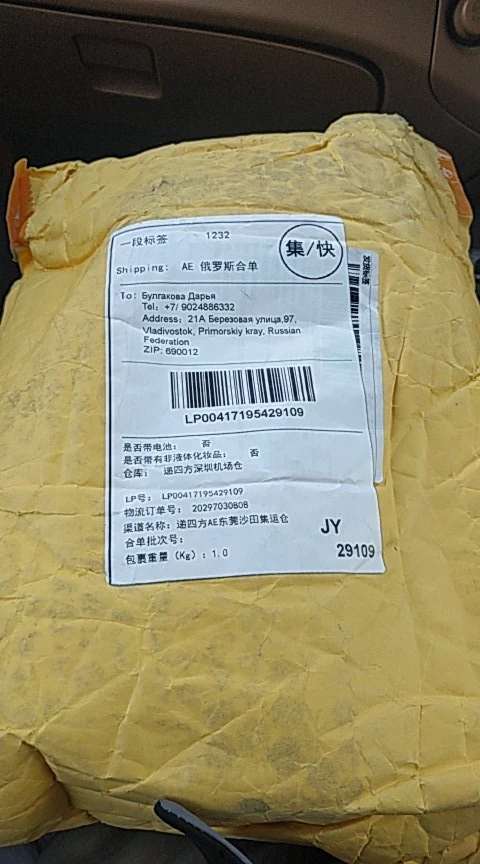 一段标签 1232
集/快
Shipping: AE 俄罗斯合单
To: Булгакова Дарья
Tel: +7/ 9024886332
Address: 21A Березовая улица,97,
Vladivostok, Primorskiy kray, Russian
Federation
ZIP: 690012
LP00417195429109
是否带电池: 否
是否带有非液体化妆品: 否
仓库: 递四方深圳机场仓
LP号: LP00417195429109
物流订单号: 20297030808
渠道名称: 递四方AE东莞沙田集运仓
合单批次号:
包裹重量 (Kg) : 1.0
JY
29109